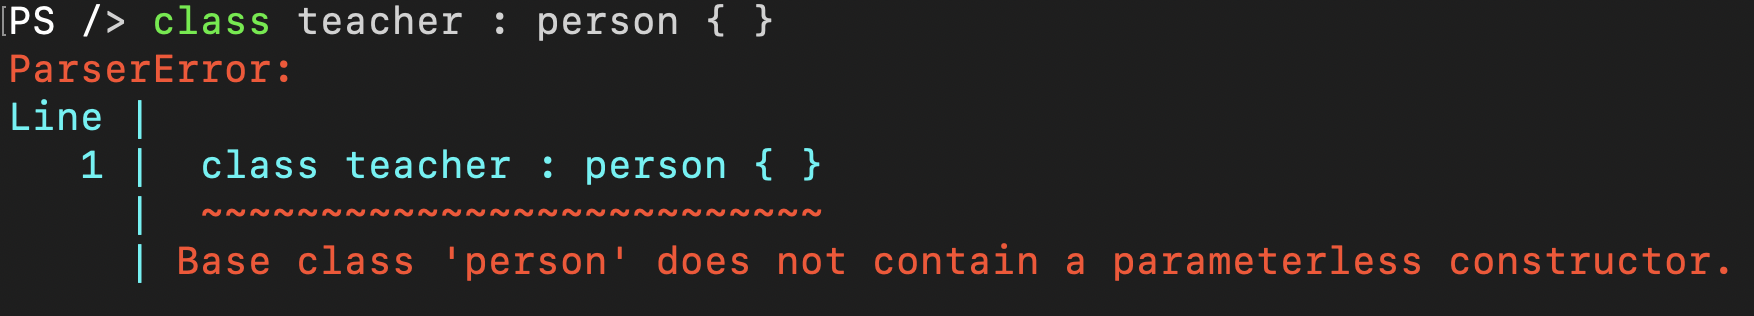 [PS /> class teacher : person { }
ParserError:
Line |
   1 |  class teacher : person { }
     |  ~~~~~~~~~~~~~~~~~~~~~~~~~~
     | Base class 'person' does not contain a parameterless constructor.